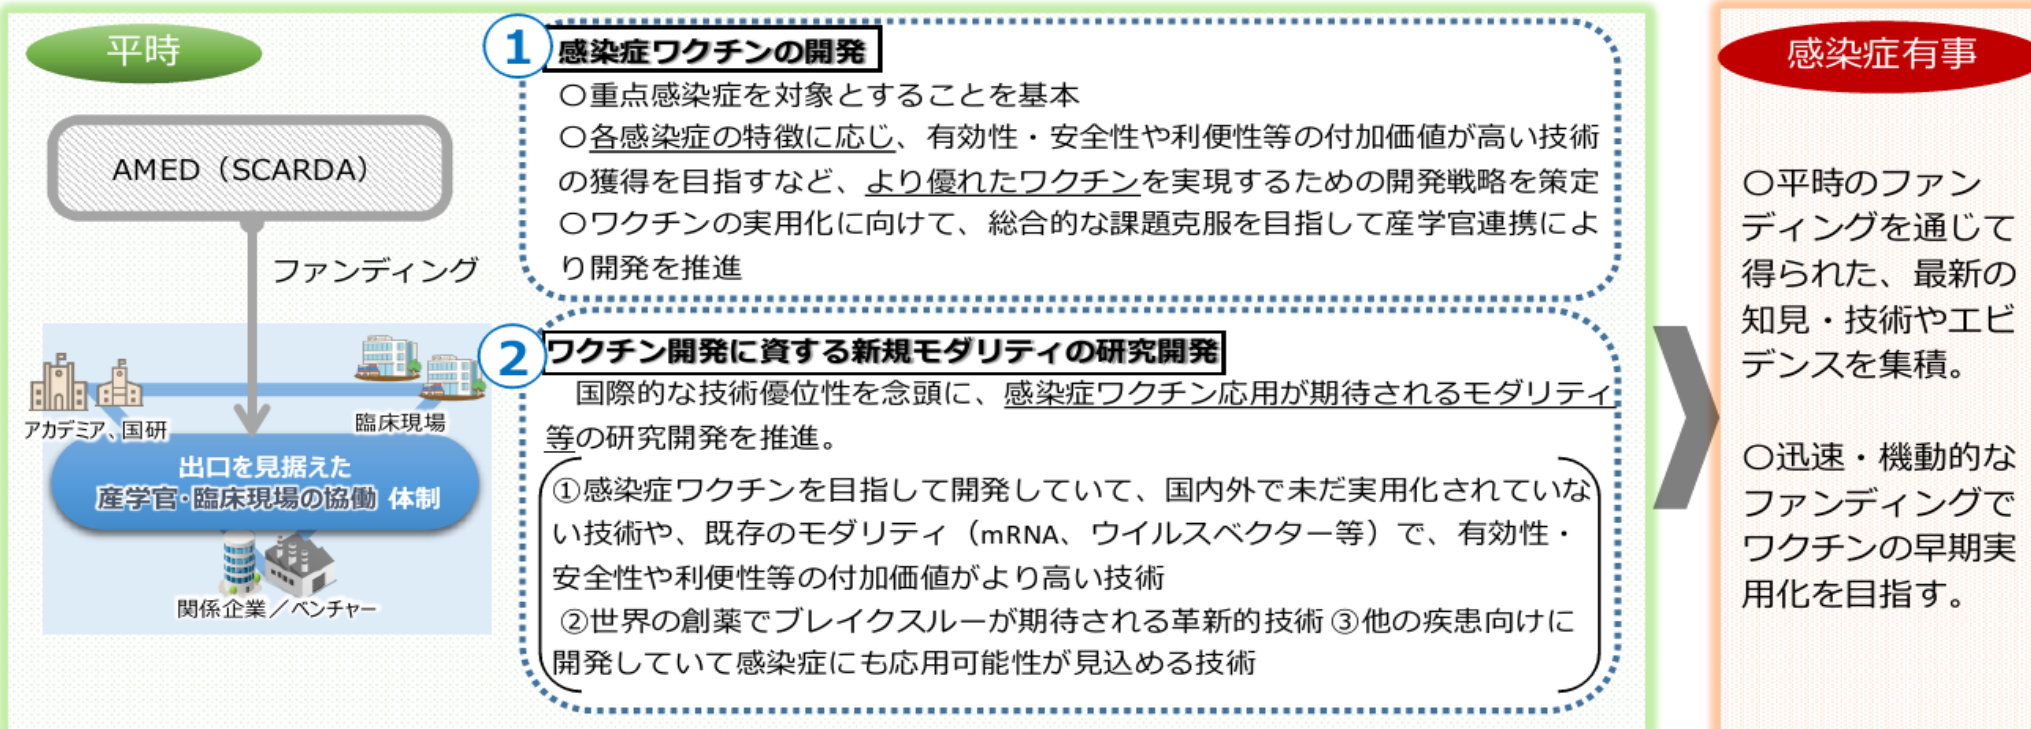 平時
AMED（SCARDA）
ファンディング
アカデミア、国研
臨床現場
出口を見据えた
産学官・臨床現場の協働 体制
関係企業／ベンチャー
1
感染症ワクチンの開発
〇重点感染症を対象とすることを基本
〇各感染症の特徴に応じ、有効性・安全性や利便性等の付加価値が高い技術
の獲得を目指すなど、より優れたワクチンを実現するための開発戦略を策定
〇ワクチンの実用化に向けて、総合的な課題克服を目指して産学官連携によ
り開発を推進
2
ワクチン開発に資する新規モダリティの研究開発
国際的な技術優位性を念頭に、感染症ワクチン応用が期待されるモダリティ
等の研究開発を推進。
①感染症ワクチンを目指して開発していて、国内外で未だ実用化されていな
い技術や、既存のモダリティ（mRNA、ウイルスベクター等）で、有効性・
安全性や利便性等の付加価値がより高い技術
②世界の創薬でブレイクスルーが期待される革新的技術 ③他の疾患向けに
開発していて感染症にも応用可能性が見込める技術
感染症有事
〇平時のファン
ディングを通じて
得られた、最新の
知見・技術やエビ
デンスを集積。
〇迅速・機動的な
ファンディングで
ワクチンの早期実
用化を目指す。